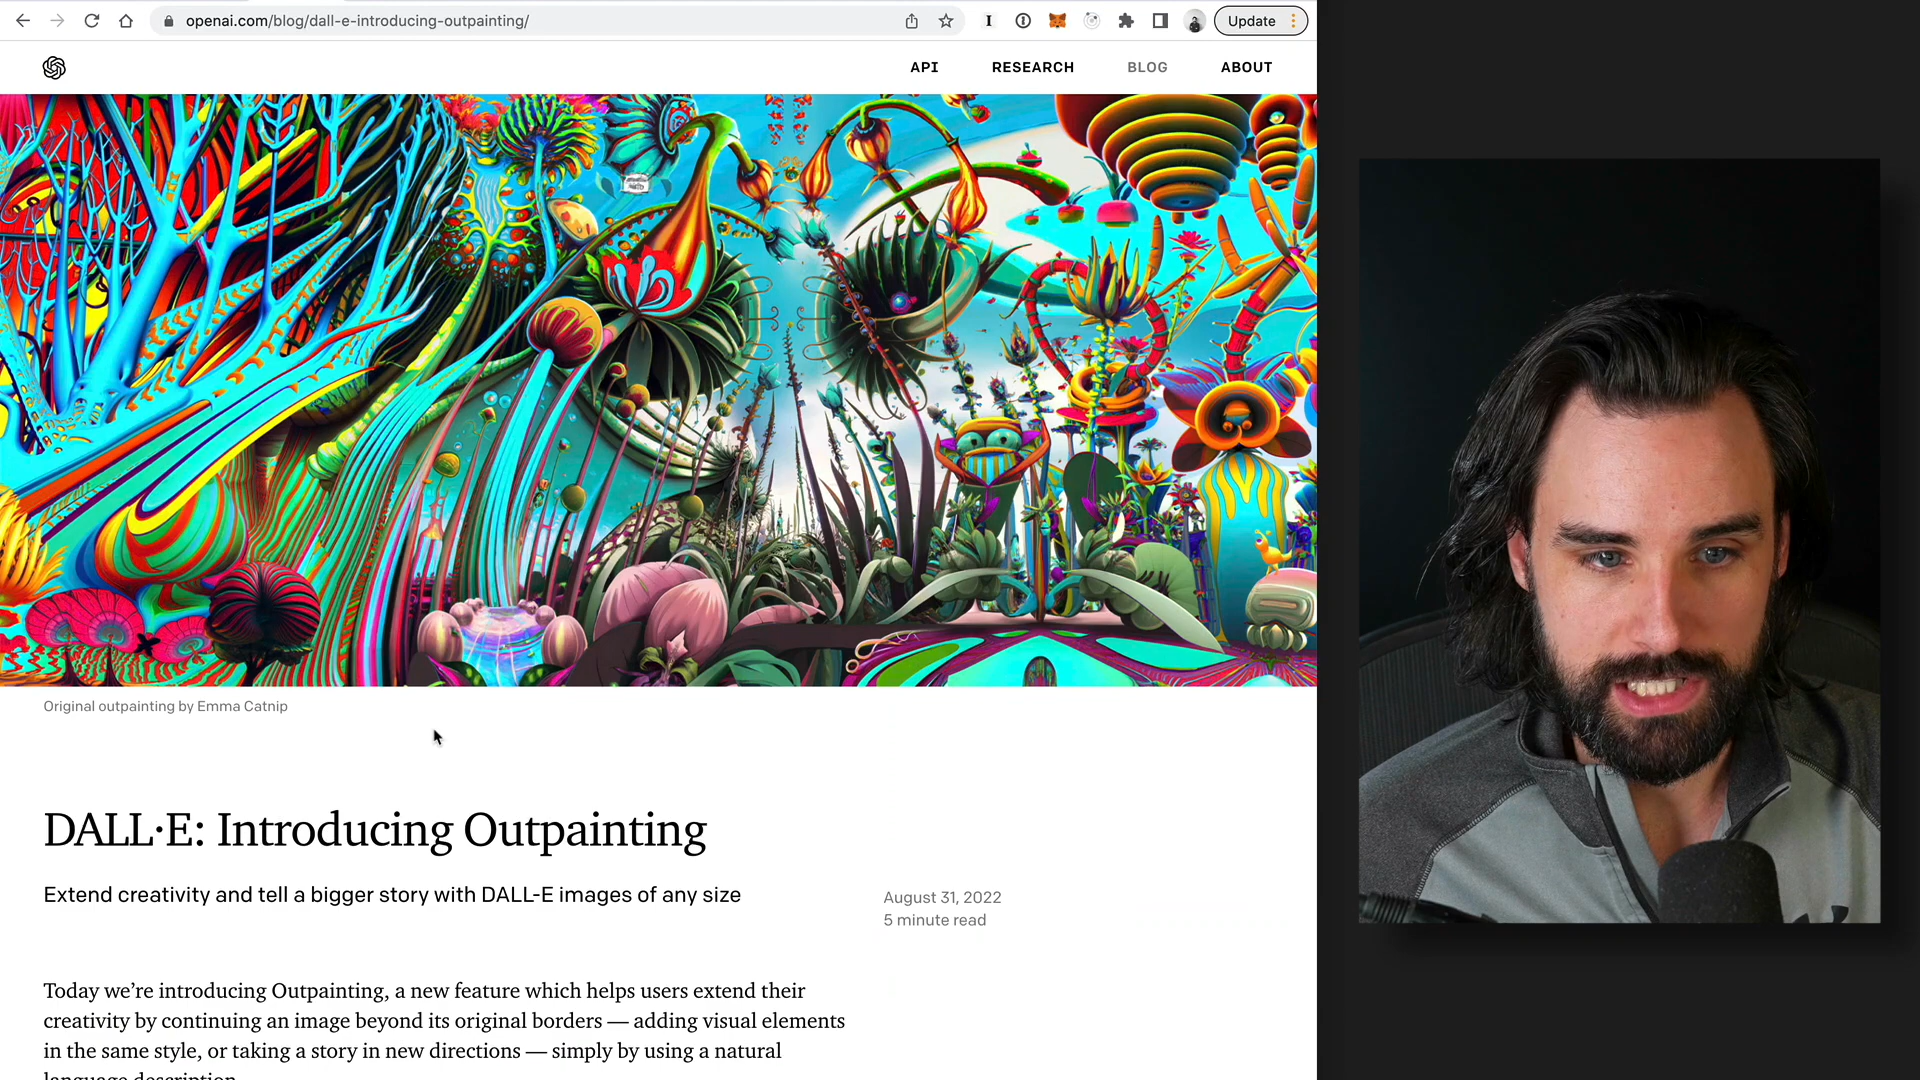 openai.com/blog/dall-e-introducing-outpainting/
Update
API RESEARCH BLOG ABOUT
Original outpainting by Emma Catnip
DALL·E: Introducing Outpainting
Extend creativity and tell a bigger story with DALL-E images of any size
August 31, 2022
5 minute read
Today we’re introducing Outpainting, a new feature which helps users extend their
creativity by continuing an image beyond its original borders — adding visual elements
in the same style, or taking a story in new directions — simply by using a natural
language description.